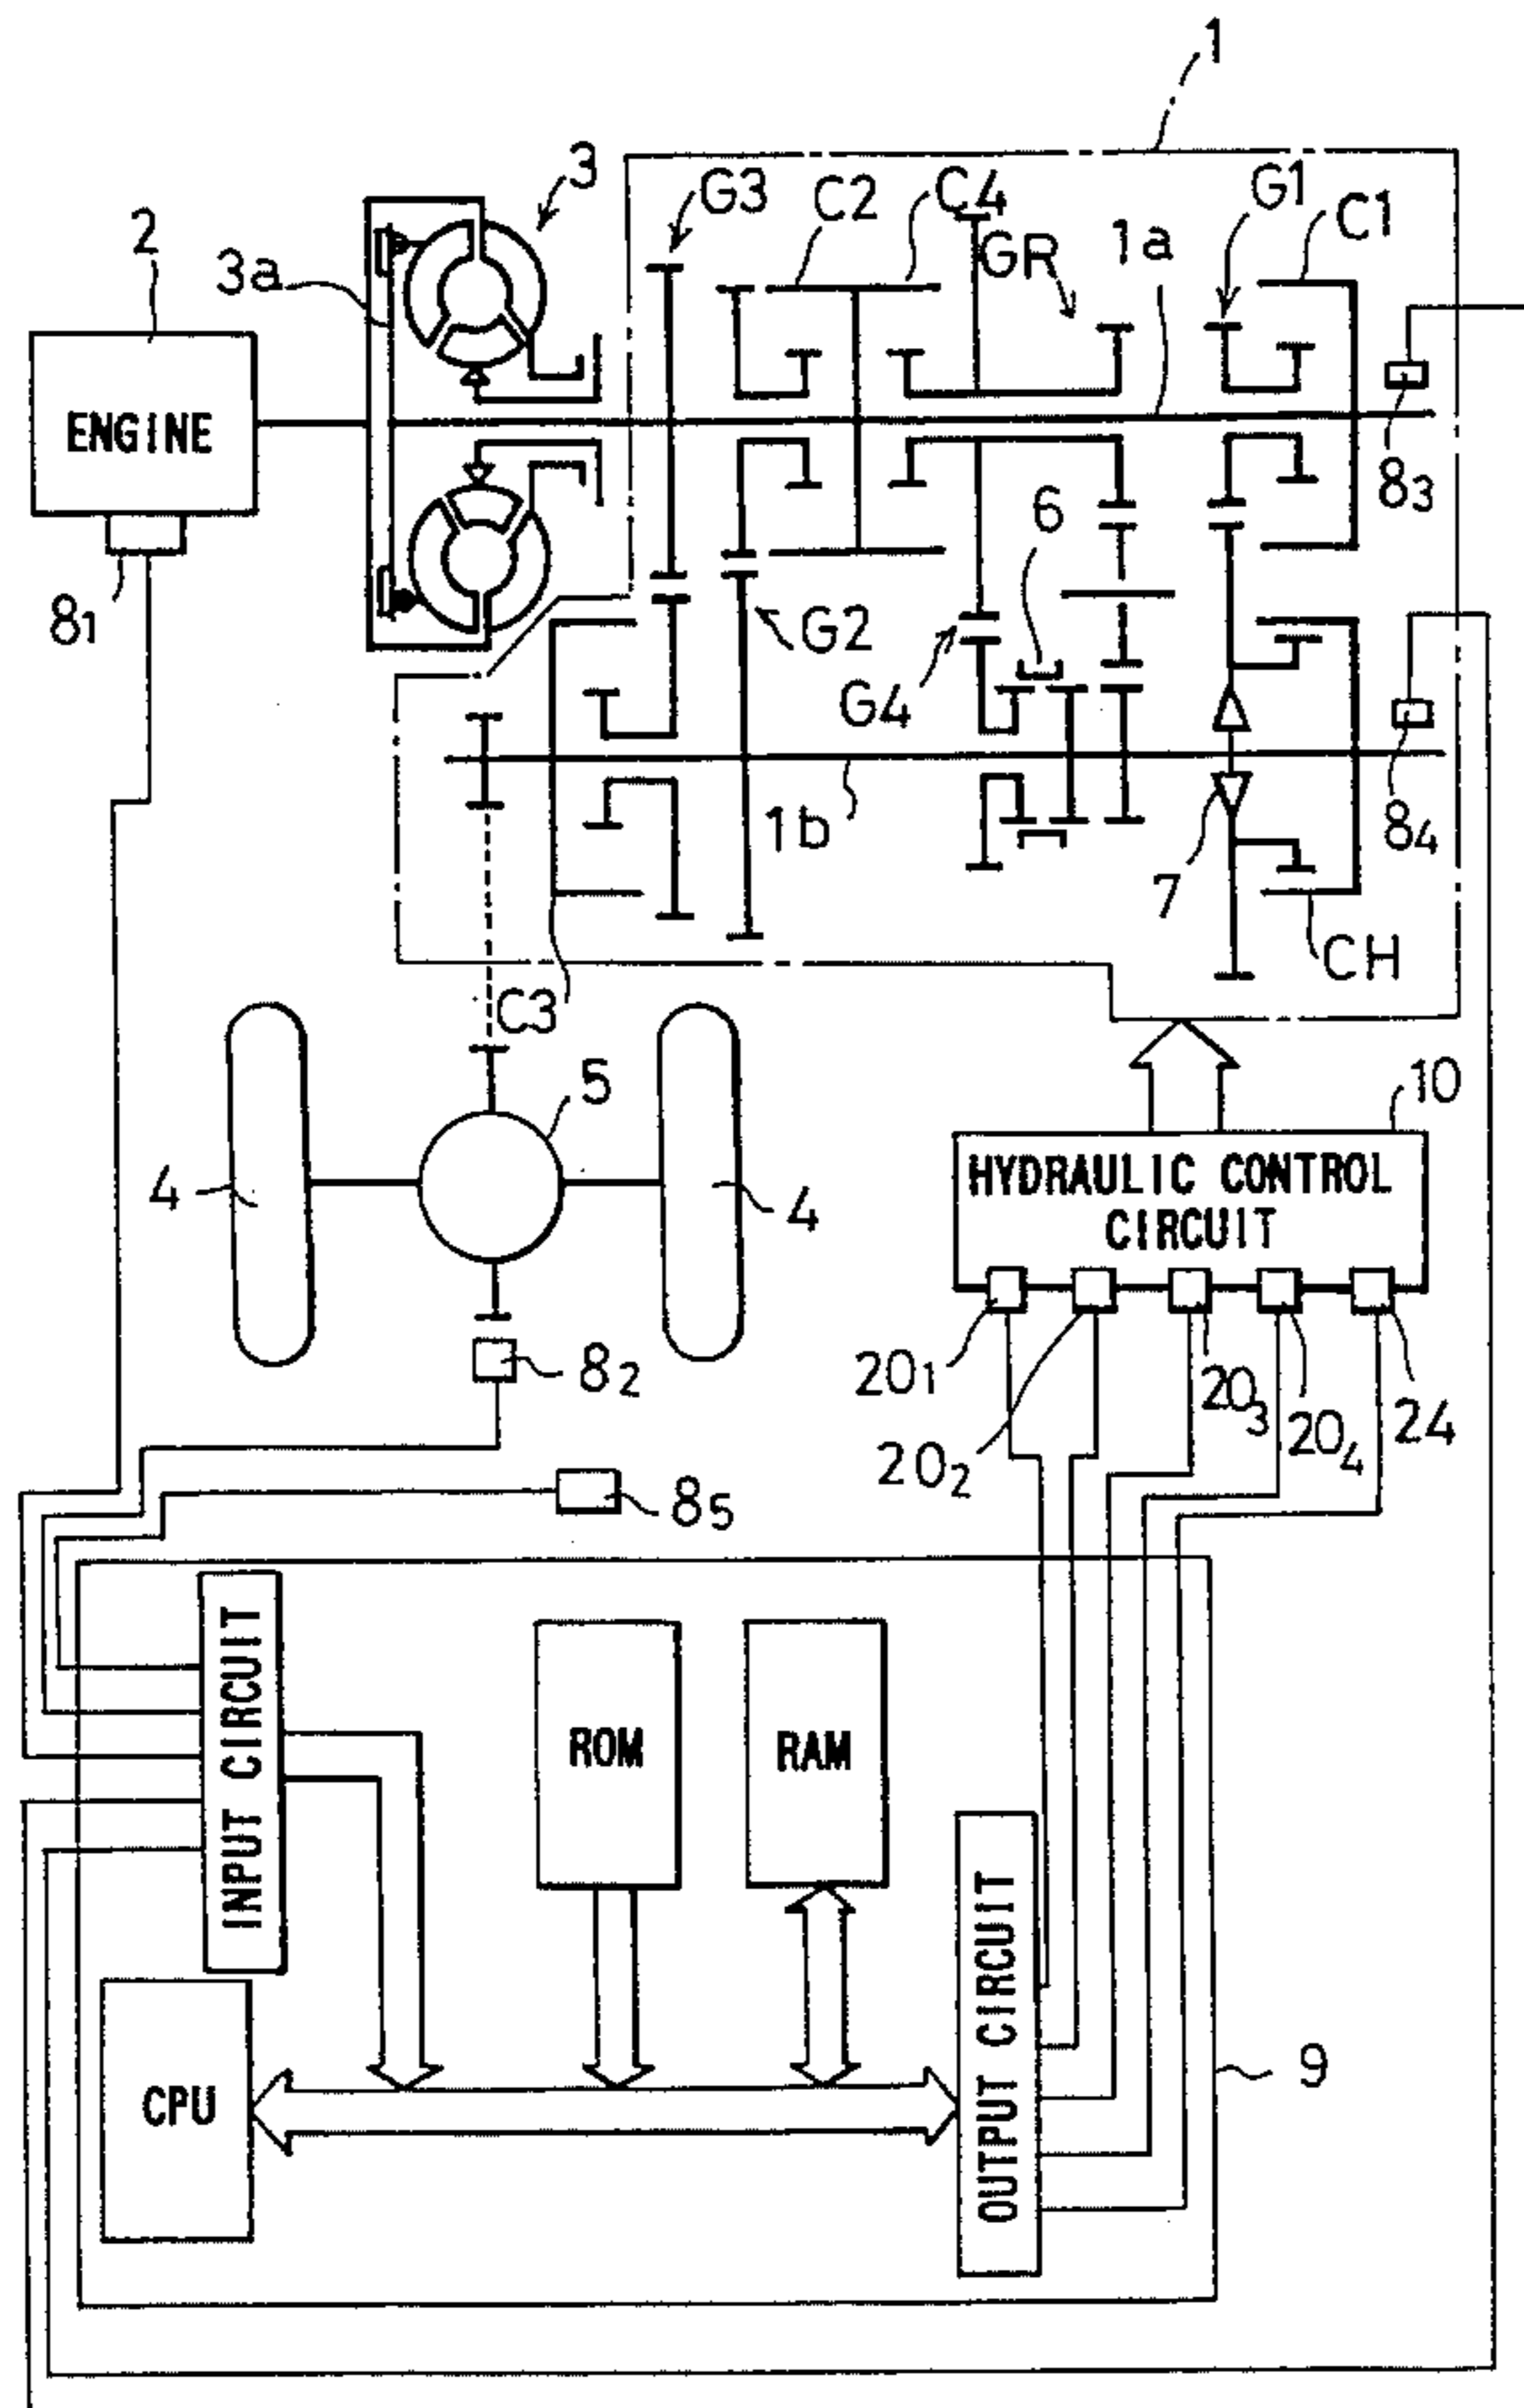 1
3
G3
C2
C4
G1
C1
2
3a
GR
1a
ENGINE
8₃
6
8₁
G2
G4
1b
8₄
7
CH
C3
5
10
4
4
HYDRAULIC CONTROL
CIRCUIT
8₂
20₁
20₂
20₃
20₄
24
8₅
INPUT CIRCUIT
ROM
RAM
OUTPUT CIRCUIT
CPU
9